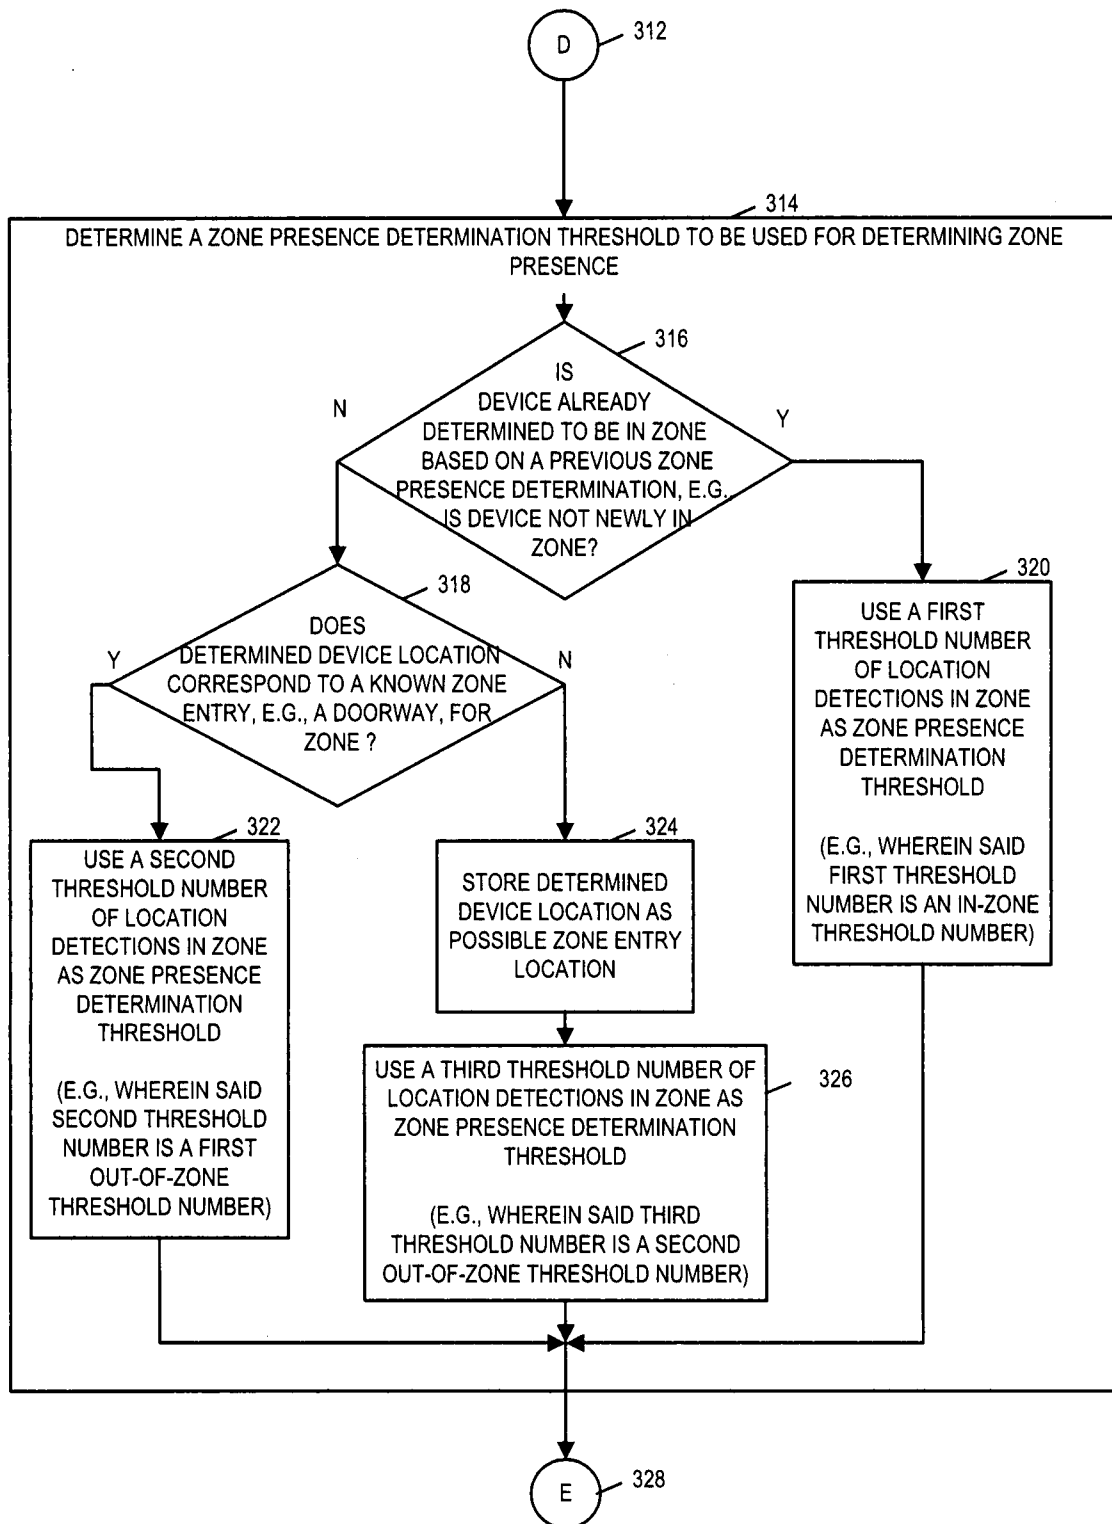 D
312
314
DETERMINE A ZONE PRESENCE DETERMINATION THRESHOLD TO BE USED FOR DETERMINING ZONE
PRESENCE
316
IS
DEVICE ALREADY
DETERMINED TO BE IN ZONE
BASED ON A PREVIOUS ZONE
PRESENCE DETERMINATION, E.G.,
IS DEVICE NOT NEWLY IN
ZONE?
N
Y
318
DOES
DETERMINED DEVICE LOCATION
CORRESPOND TO A KNOWN ZONE
ENTRY, E.G., A DOORWAY, FOR
ZONE ?
Y
N
320
USE A FIRST
THRESHOLD NUMBER
OF LOCATION
DETECTIONS IN ZONE
AS ZONE PRESENCE
DETERMINATION
THRESHOLD
(E.G., WHEREIN SAID
FIRST THRESHOLD
NUMBER IS AN IN-ZONE
THRESHOLD NUMBER)
322
USE A SECOND
THRESHOLD NUMBER
OF LOCATION
DETECTIONS IN ZONE
AS ZONE PRESENCE
DETERMINATION
THRESHOLD
(E.G., WHEREIN SAID
SECOND THRESHOLD
NUMBER IS A FIRST
OUT-OF-ZONE
THRESHOLD NUMBER)
324
STORE DETERMINED
DEVICE LOCATION AS
POSSIBLE ZONE ENTRY
LOCATION
326
USE A THIRD THRESHOLD NUMBER OF
LOCATION DETECTIONS IN ZONE AS
ZONE PRESENCE DETERMINATION
THRESHOLD
(E.G., WHEREIN SAID THIRD
THRESHOLD NUMBER IS A SECOND
OUT-OF-ZONE THRESHOLD NUMBER)
E
328